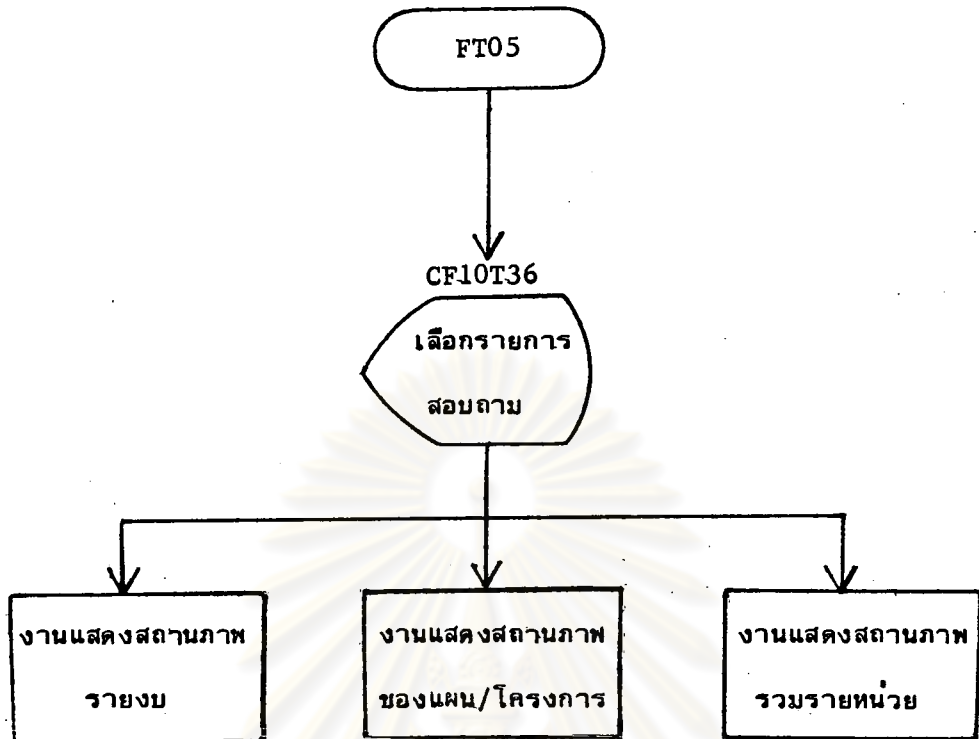 FT05
CF10T36
เลือกรายการ
สอบถาม
งานแสดงสถานภาพ
รายงบ
งานแสดงสถานภาพ
ของแผน/โครงการ
งานแสดงสถานภาพ
รวมรายหน่วย